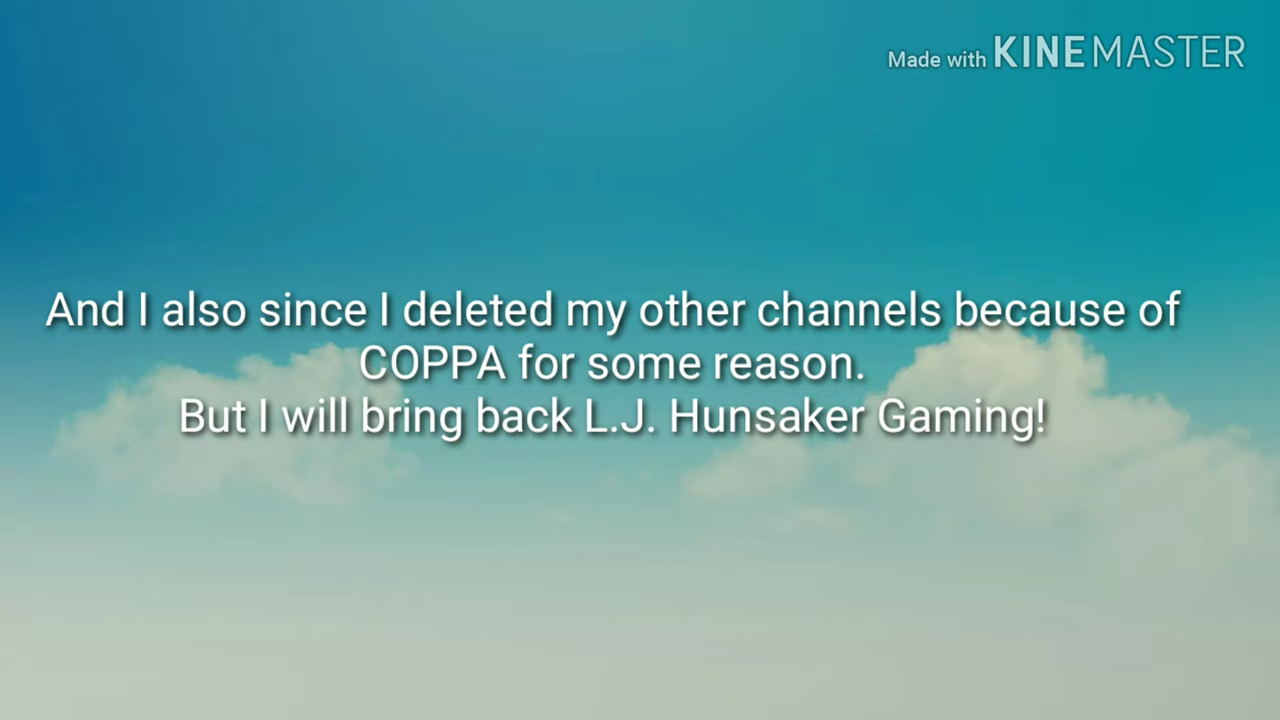 Made with KINEMASTER
And I also since I deleted my other channels because of
COPPA for some reason.
But I will bring back L.J. Hunsaker Gaming!